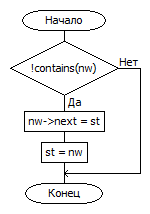 Начало
!contains(nw)
Нет
Да
nw->next = st
st = nw
Конец